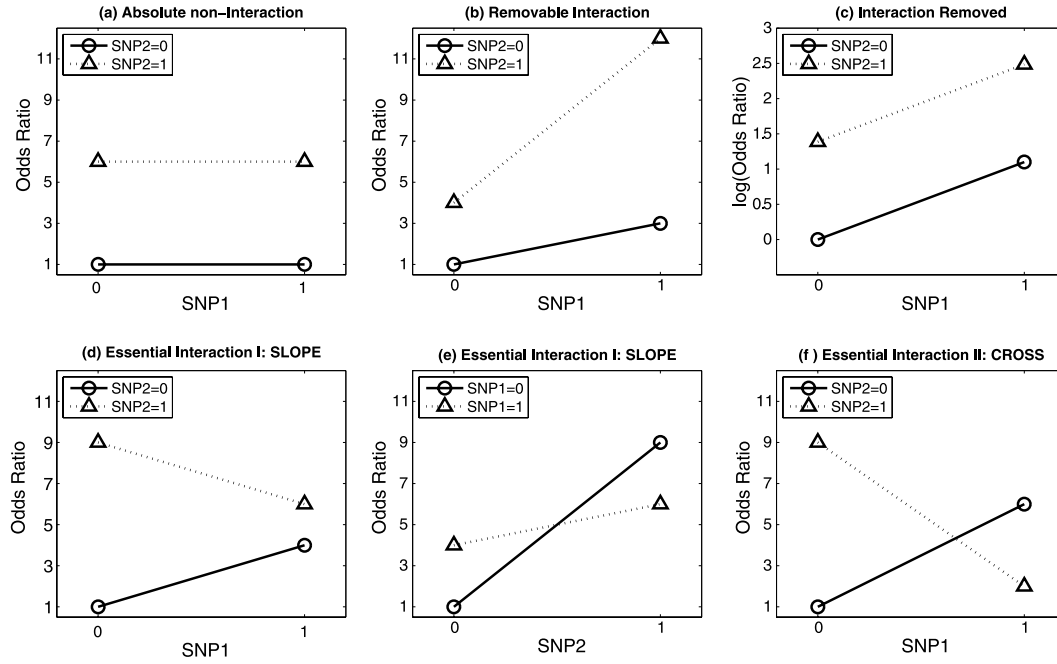 (a) Absolute non-Interaction
SNP2=0
SNP2=1
11
9
7
5
3
1
Odds Ratio
0 1
SNP1
(b) Removable Interaction
SNP2=0
SNP2=1
11
9
7
5
3
1
Odds Ratio
0 1
SNP1
(c) Interaction Removed
SNP2=0
SNP2=1
3
2.5
2
1.5
1
0.5
0
log(Odds Ratio)
0 1
SNP1
(d) Essential Interaction I: SLOPE
SNP2=0
SNP2=1
11
9
7
5
3
1
Odds Ratio
0 1
SNP1
(e) Essential Interaction I: SLOPE
SNP1=0
SNP1=1
11
9
7
5
3
1
Odds Ratio
0 1
SNP2
(f ) Essential Interaction II: CROSS
SNP2=0
SNP2=1
11
9
7
5
3
1
Odds Ratio
0 1
SNP1